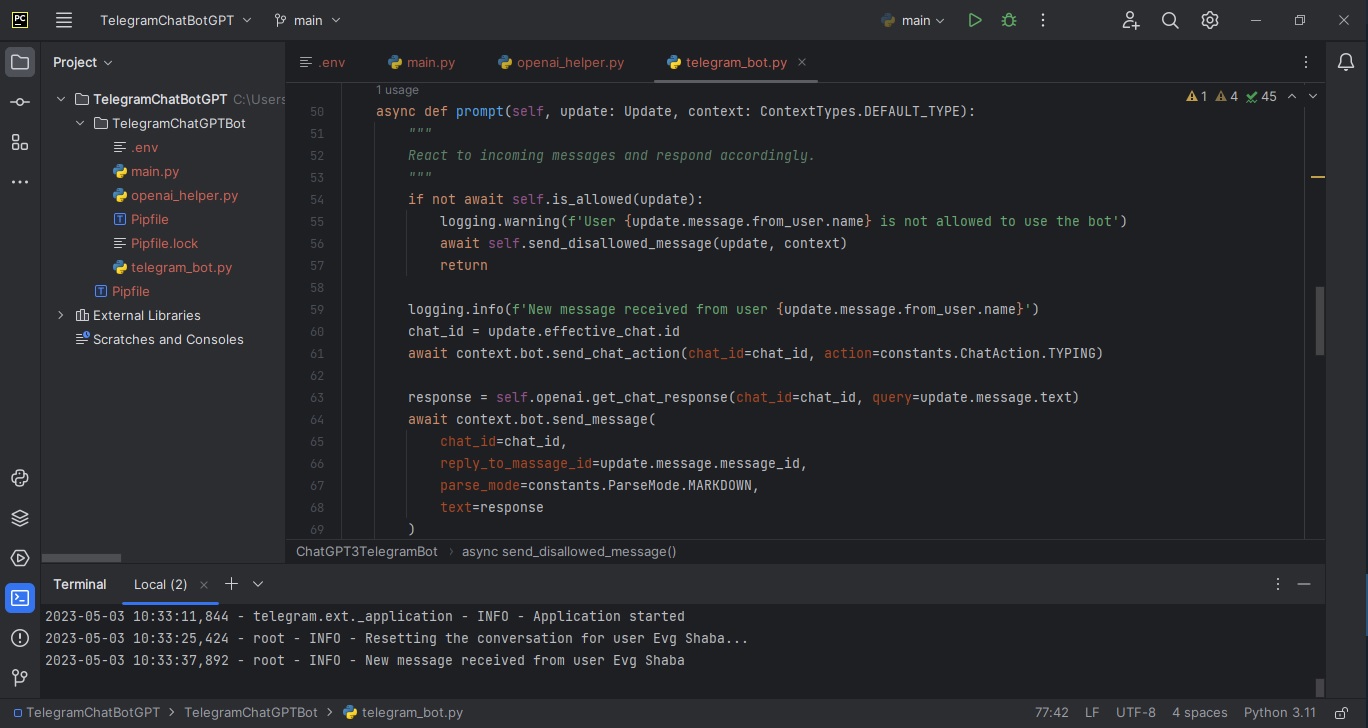 PC
TelegramChatBotGPT
main
main
Project
TelegramChatBotGPT C:\Users
TelegramChatGPTBot
.env
main.py
openai_helper.py
Pipfile
Pipfile.lock
telegram_bot.py
Pipfile
External Libraries
Scratches and Consoles
.env
main.py
openai_helper.py
telegram_bot.py
1 4 45
1 usage
50 async def prompt(self, update: Update, context: ContextTypes.DEFAULT_TYPE):
51 """
52 React to incoming messages and respond accordingly.
53 """
54 if not await self.is_allowed(update):
55 logging.warning(f'User {update.message.from_user.name} is not allowed to use the bot')
56 await self.send_disallowed_message(update, context)
57 return
58
59 logging.info(f'New message received from user {update.message.from_user.name}')
60 chat_id = update.effective_chat.id
61 await context.bot.send_chat_action(chat_id=chat_id, action=constants.ChatAction.TYPING)
62
63 response = self.openai.get_chat_response(chat_id=chat_id, query=update.message.text)
64 await context.bot.send_message(
65 chat_id=chat_id,
66 reply_to_massage_id=update.message.message_id,
67 parse_mode=constants.ParseMode.MARKDOWN,
68 text=response
69 )
ChatGPT3TelegramBot > async send_disallowed_message()
Terminal
Local (2)
2023-05-03 10:33:11,844 - telegram.ext._application - INFO - Application started
2023-05-03 10:33:25,424 - root - INFO - Resetting the conversation for user Evg Shaba...
2023-05-03 10:33:37,892 - root - INFO - New message received from user Evg Shaba
TelegramChatBotGPT > TelegramChatGPTBot > telegram_bot.py
77:42 LF UTF-8 4 spaces Python 3.11